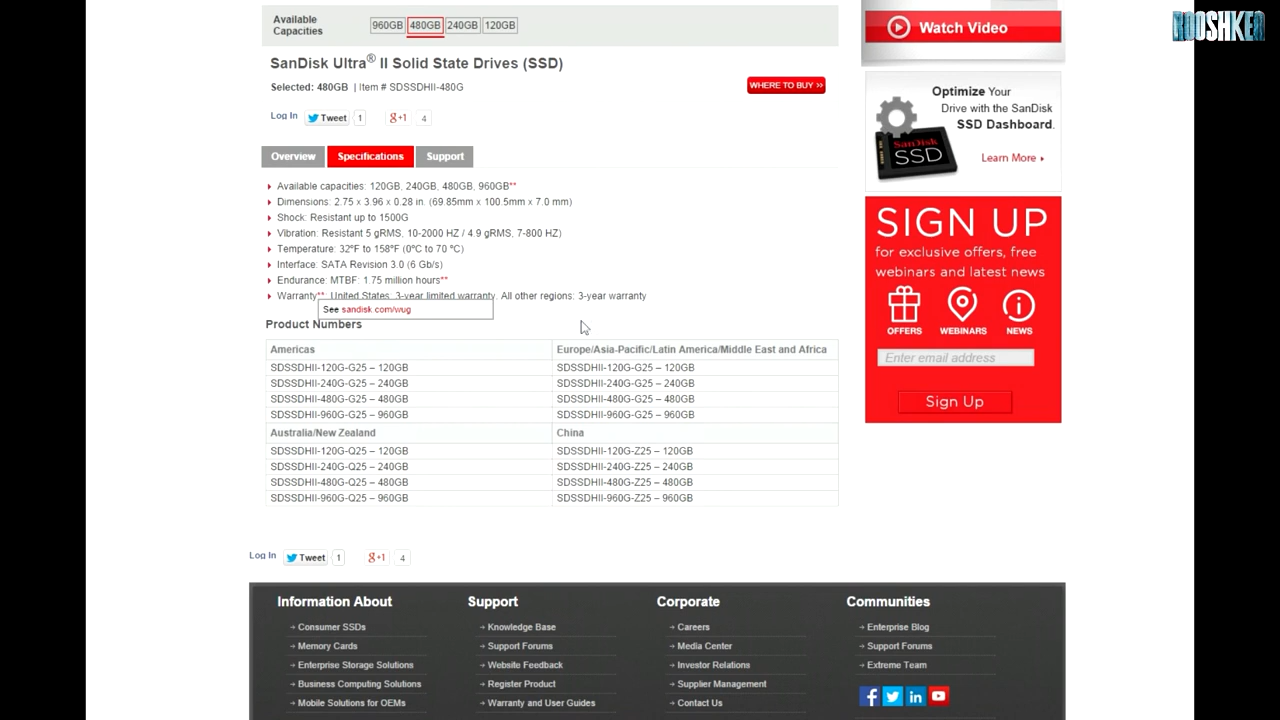 ROOSHKER
Available
Capacities
960GB 480GB 240GB 120GB
SanDisk Ultra® II Solid State Drives (SSD)
Selected: 480GB | Item # SDSSDHII-480G
WHERE TO BUY >>
Log In Tweet 1 g+1 4
Overview Specifications Support
Available capacities: 120GB, 240GB, 480GB, 960GB**
Dimensions: 2.75 x 3.96 x 0.28 in. (69.85mm x 100.5mm x 7.0 mm)
Shock: Resistant up to 1500G
Vibration: Resistant 5 gRMS, 10-2000 HZ / 4.9 gRMS, 7-800 HZ)
Temperature: 32ºF to 158ºF (0ºC to 70 ºC)
Interface: SATA Revision 3.0 (6 Gb/s)
Endurance: MTBF: 1.75 million hours**
Warranty**: United States: 3-year limited warranty. All other regions: 3-year warranty
See sandisk.com/wug
Product Numbers
Americas
Europe/Asia-Pacific/Latin America/Middle East and Africa
SDSSDHII-120G-G25 – 120GB
SDSSDHII-120G-G25 – 120GB
SDSSDHII-240G-G25 – 240GB
SDSSDHII-240G-G25 – 240GB
SDSSDHII-480G-G25 – 480GB
SDSSDHII-480G-G25 – 480GB
SDSSDHII-960G-G25 – 960GB
SDSSDHII-960G-G25 – 960GB
Australia/New Zealand
China
SDSSDHII-120G-Q25 – 120GB
SDSSDHII-120G-Z25 – 120GB
SDSSDHII-240G-Q25 – 240GB
SDSSDHII-240G-Z25 – 240GB
SDSSDHII-480G-Q25 – 480GB
SDSSDHII-480G-Z25 – 480GB
SDSSDHII-960G-Q25 – 960GB
SDSSDHII-960G-Z25 – 960GB
Log In Tweet 1 g+1 4
Watch Video
Optimize Your
Drive with the SanDisk
SSD Dashboard.
Learn More
SanDisk
SSD
SIGN UP
for exclusive offers, free
webinars and latest news
OFFERS WEBINARS NEWS
Enter email address
Sign Up
Information About
Consumer SSDs
Memory Cards
Enterprise Storage Solutions
Business Computing Solutions
Mobile Solutions for OEMs
Support
Knowledge Base
Support Forums
Website Feedback
Register Product
Warranty and User Guides
Corporate
Careers
Media Center
Investor Relations
Supplier Management
Contact Us
Communities
Enterprise Blog
Support Forums
Extreme Team